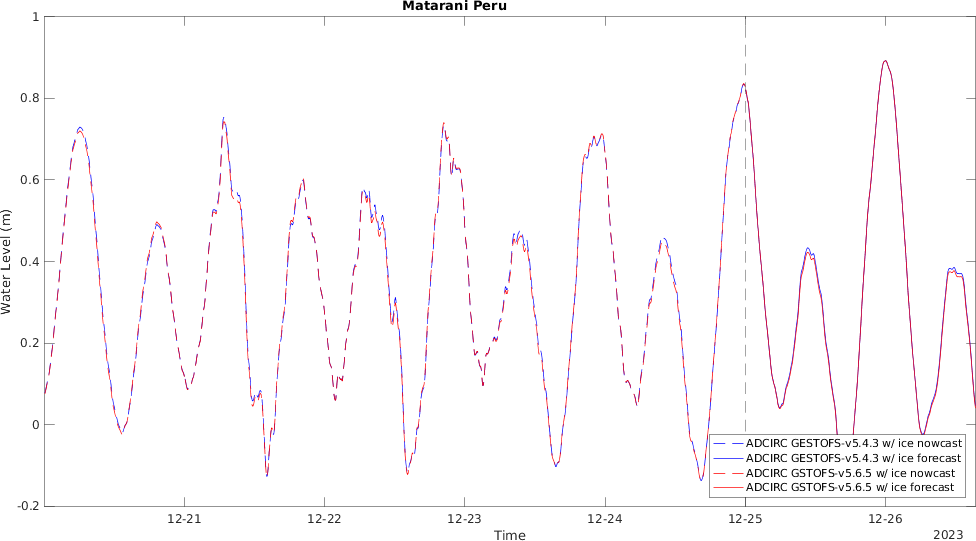 Matarani Peru
1
0.8
0.6
0.4
0.2
0
-0.2
Water Level (m)
12-21
12-22
12-23
12-24
12-25
12-26
Time
2023
ADCIRC GESTOFS-v5.4.3 w/ ice nowcast
ADCIRC GESTOFS-v5.4.3 w/ ice forecast
ADCIRC GSTOFS-v5.6.5 w/ ice nowcast
ADCIRC GSTOFS-v5.6.5 w/ ice forecast